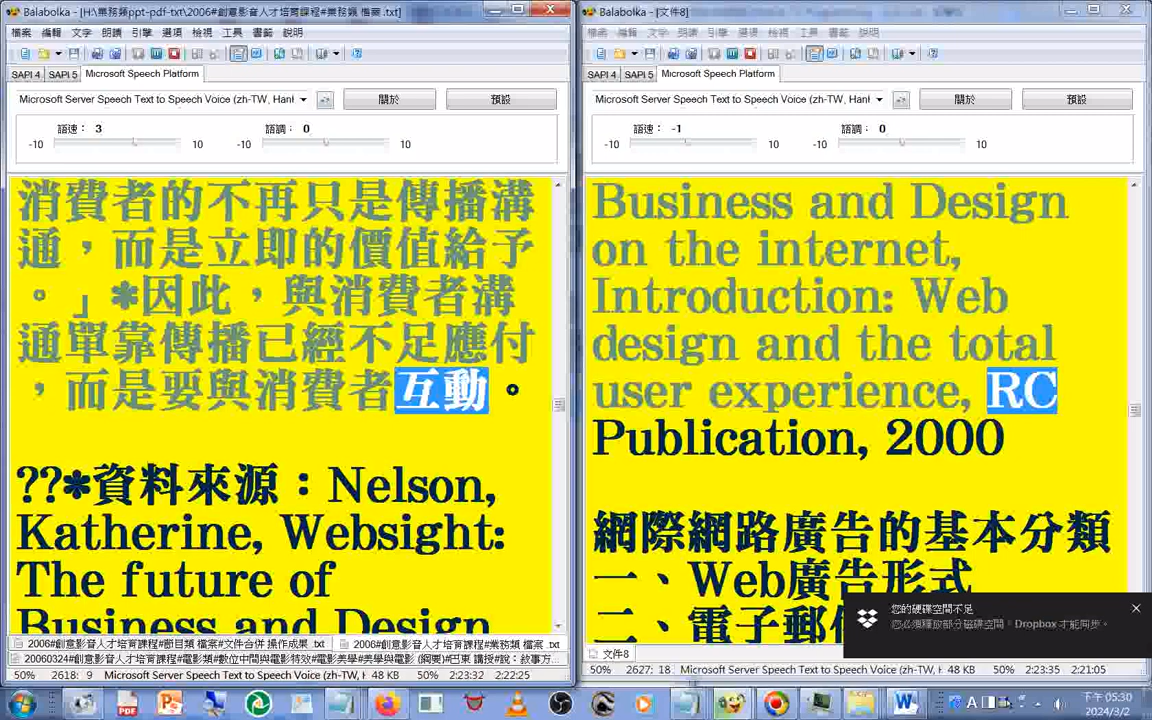 Balabolka - [H:\業務類ppt-pdf-txt\2006#創意影音人才培育課程#業務類 檔案 .txt]
檔案 編輯 文字 朗讀 引擎 選項 檢視 工具 書籤 說明
SAPI 4 SAPI 5 Microsoft Speech Platform
Microsoft Server Speech Text to Speech Voice (zh-TW, Hanl
關於 預設
語速： 3 語調： 0
-10 10 -10 10
消費者的不再只是傳播溝
通，而是立即的價值給予
。」*因此，與消費者溝
通單靠傳播已經不足應付
，而是要與消費者互動。
??*資料來源：Nelson,
Katherine, Websight:
The future of
Business and Design
2006#創意影音人才培育課程#節目類 檔案#文件合併 操作成果 .txt 2006#創意影音人才培育課程#業務類 檔案 .txt
20060324#創意影音人才培育課程#電影類#數位中間與電影特效#電影美學#美學與電影 (綱要)#巴東 講授#說：敘事方...
50% 2618: 9 Microsoft Server Speech Text to Speech Voice (zh-TW, H 48 KB 2:23:32 2:22:25
Balabolka - [文件8]
檔案 編輯 文字 朗讀 引擎 選項 檢視 工具 書籤 說明
SAPI 4 SAPI 5 Microsoft Speech Platform
Microsoft Server Speech Text to Speech Voice (zh-TW, Hanl
關於 預設
語速： -1 語調： 0
-10 10 -10 10
Business and Design
on the internet,
Introduction: Web
design and the total
user experience, RC
Publication, 2000
網際網路廣告的基本分類
一、Web廣告形式
二、電子郵
您的硬碟空間不足
您必須釋放部分磁碟空間，Dropbox 才能同步。
文件8
50% 2627: 18 Microsoft Server Speech Text to Speech Voice (zh-TW, Hanl 48 KB 2:23:35 2:21:05
下午 05:30
2024/3/2